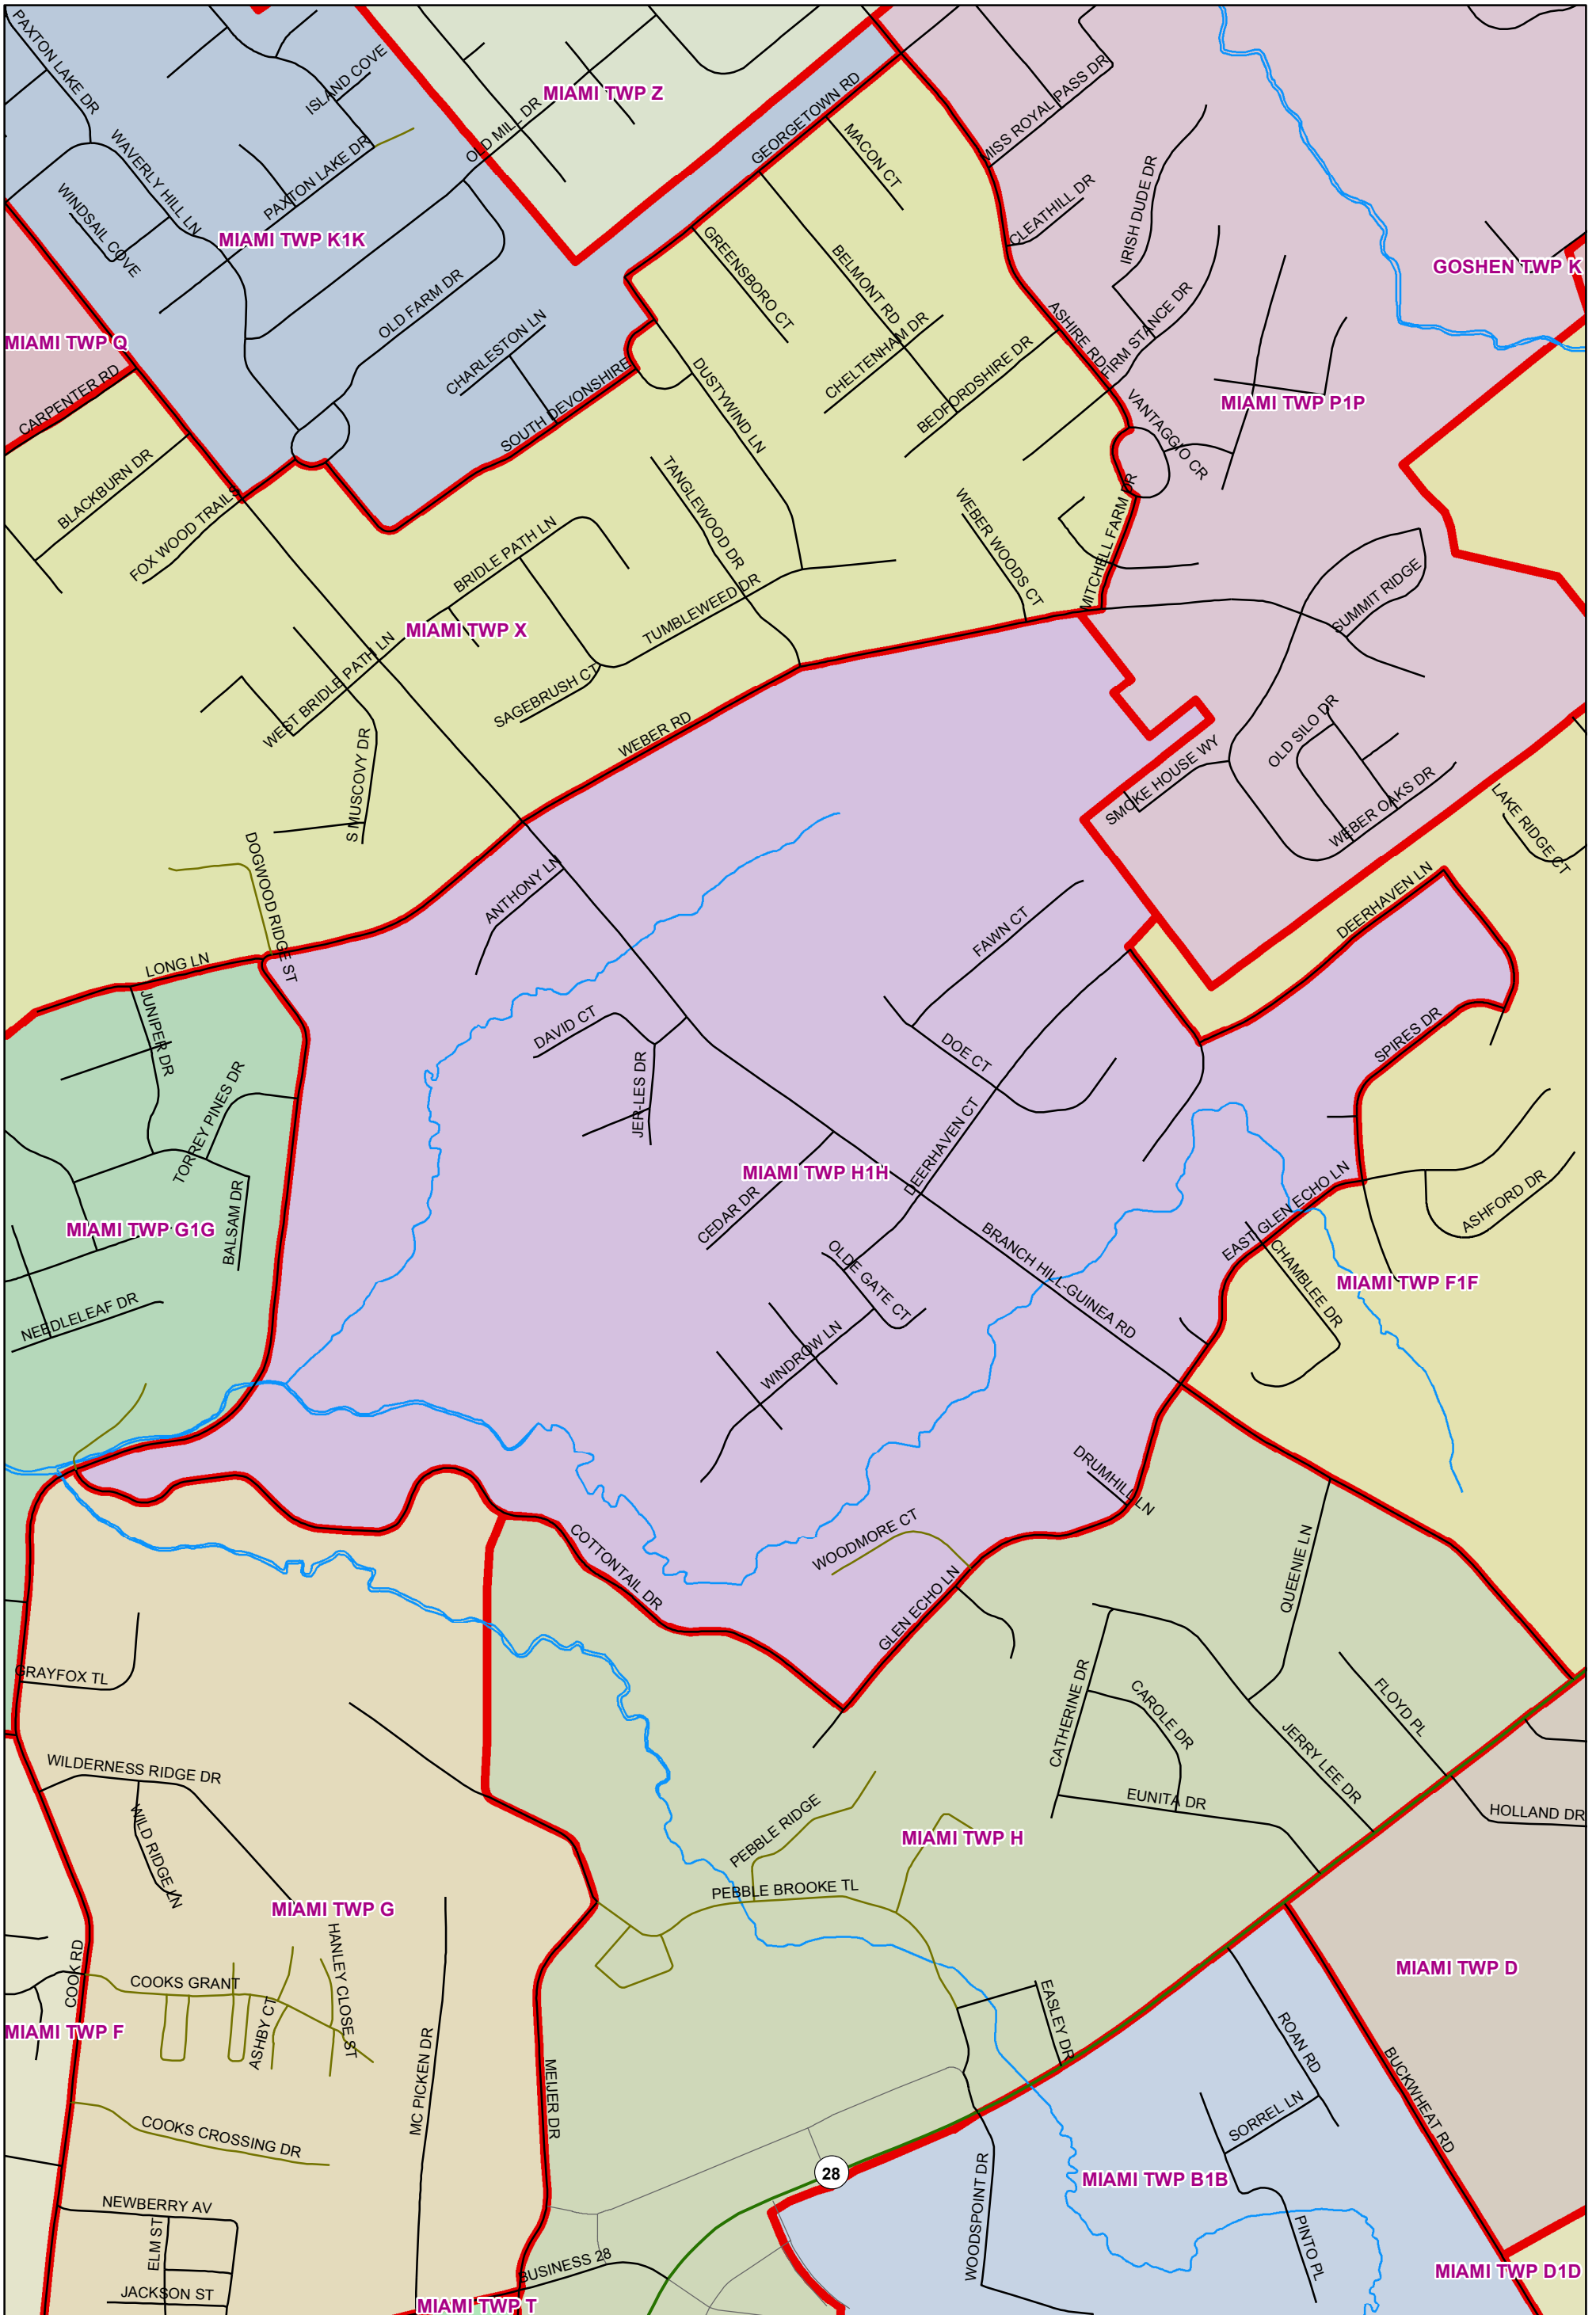 PAXTON LAKE DR
ISLAND COVE
MIAMI TWP Z
OLD MILL DR
GEORGETOWN RD
MISS ROYAL PASS DR
MACON CT
WAVERLY HILL LN
PAXTON LAKE DR
WINDSAIL COVE
MIAMI TWP K1K
CLEATHILL DR
IRISH DUDE DR
GREENSBORO CT
BELMONT RD
GOSHEN TWP K
OLD FARM DR
CHARLESTON LN
MIAMI TWP Q
CARPENTER RD
SOUTH DEVONSHIRE
DUSTYWIND LN
CHELTENHAM DR
BEDFORDSHIRE DR
ASHIRE RD
FIRM STANCE DR
MIAMI TWP P1P
VANTAGGIO CR
BLACKBURN DR
FOX WOOD TRAILS
TANGLEWOOD DR
BRIDLE PATH LN
WEBER WOODS CT
MITCHELL FARM DR
SUMMIT RIDGE
MIAMI TWP X
TUMBLEWEED DR
WEST BRIDLE PATH LN
SAGEBRUSH CT
WEBER RD
S MUSCOVY DR
OLD SILO DR
SMOKE HOUSE WY
WEBER OAKS DR
LAKE RIDGE CT
DOGWOOD RIDGE ST
ANTHONY LN
FAWN CT
DEERHAVEN LN
LONG LN
JUNIPER DR
DAVID CT
JER-LES DR
DOE CT
SPIRES DR
TORREY PINES DR
BALSAM DR
DEERHAVEN CT
MIAMI TWP H1H
CEDAR DR
MIAMI TWP G1G
EAST GLEN ECHO LN
ASHFORD DR
BRANCH HILL-GUINEA RD
OLDE GATE CT
CHAMBLEE DR
MIAMI TWP F1F
NEEDLELEAF DR
WINDROW LN
DRUMHILL LN
WOODMORE CT
COTTONTAIL DR
GLEN ECHO LN
QUEENIE LN
GRAYFOX TL
CATHERINE DR
CAROLE DR
FLOYD PL
JERRY LEE DR
WILDERNESS RIDGE DR
WILD RIDGE LN
EUNITA DR
HOLLAND DR
PEBBLE RIDGE
MIAMI TWP H
PEBBLE BROOKE TL
MIAMI TWP G
HANLEY CLOSE ST
COOK RD
COOKS GRANT
ASHBY CT
MIAMI TWP D
MIAMI TWP F
EASLEY DR
ROAN RD
MEIJER DR
MC PICKEN DR
BUCKWHEAT RD
COOKS CROSSING DR
SORREL LN
28
MIAMI TWP B1B
NEWBERRY AV
ELM ST
WOODSPOINT DR
PINTO PL
BUSINESS 28
JACKSON ST
MIAMI TWP T
MIAMI TWP D1D